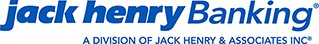 jack henry Banking®
A DIVISION OF JACK HENRY & ASSOCIATES INC®